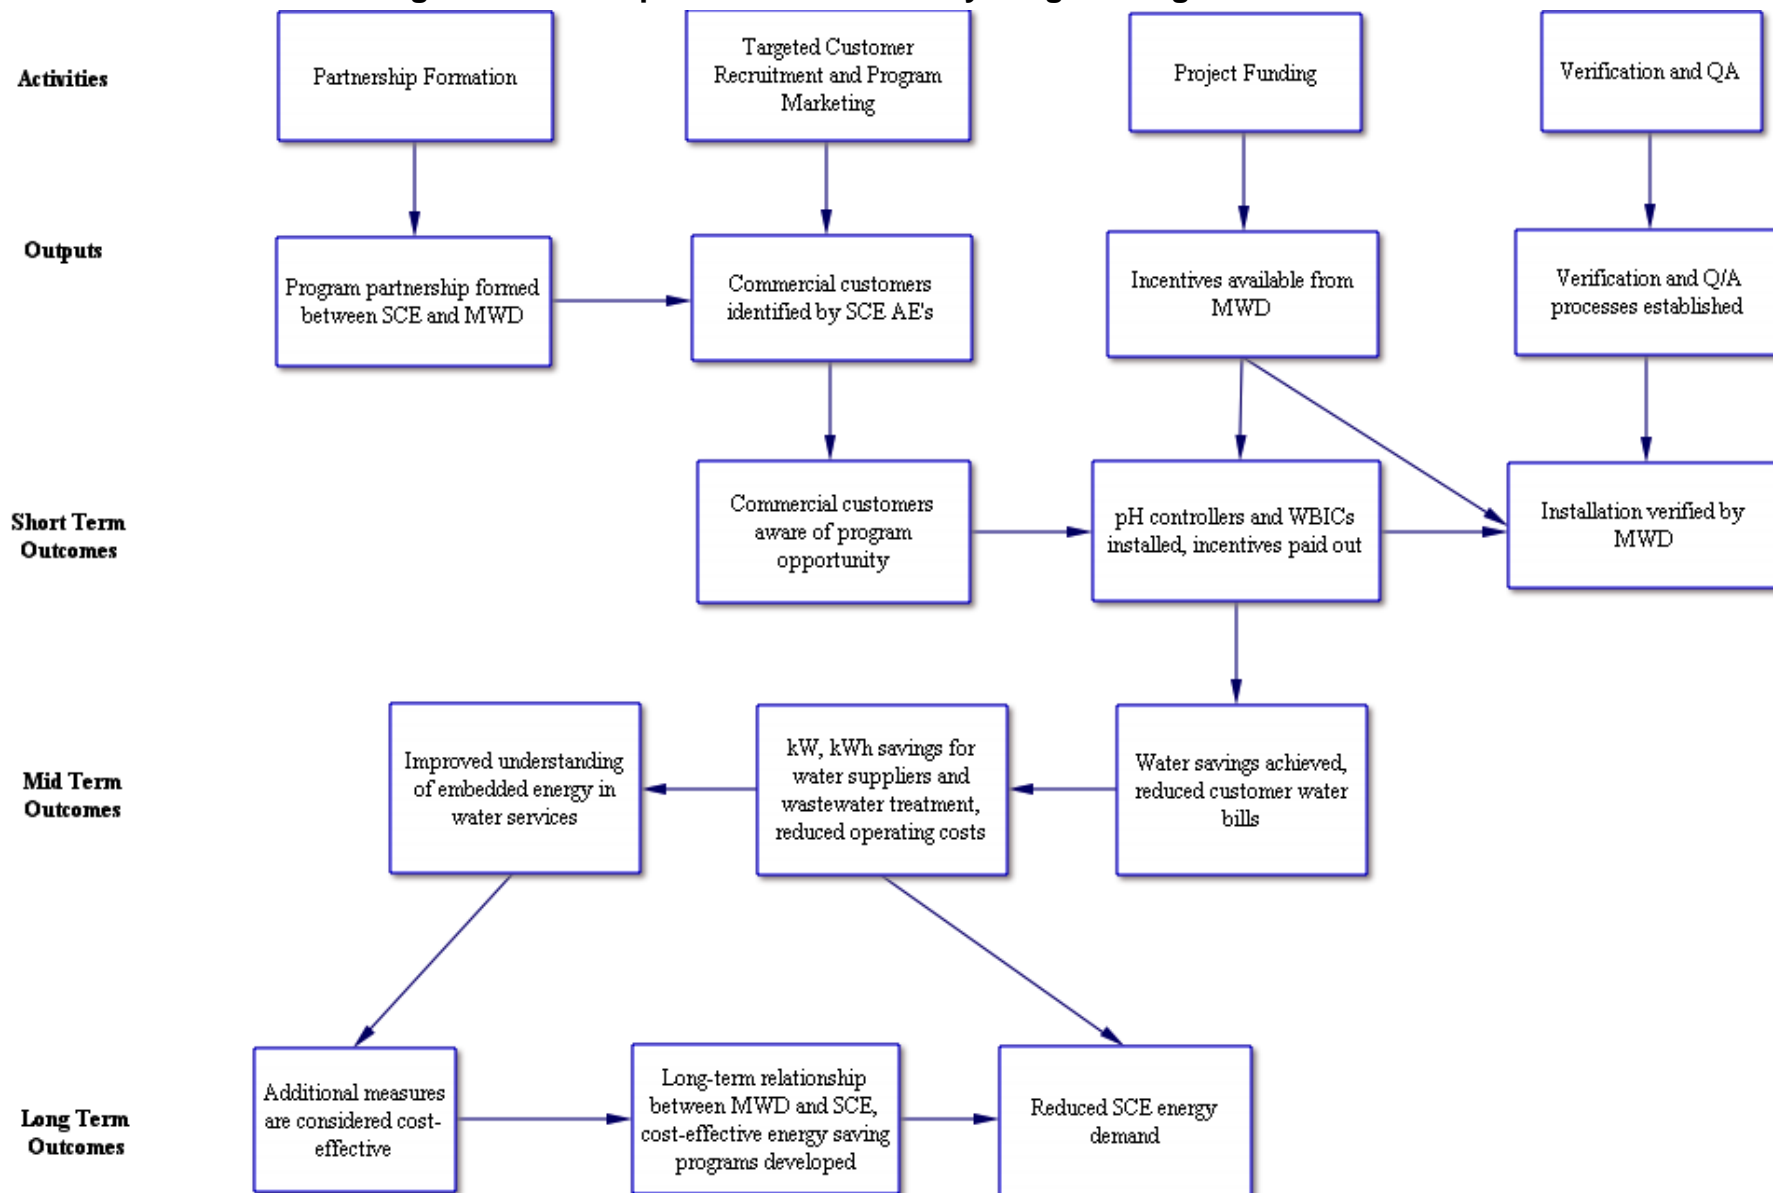 Activities
Partnership Formation
Targeted Customer
Recruitment and Program
Marketing
Project Funding
Verification and QA
Outputs
Program partnership formed
between SCE and MWD
Commercial customers
identified by SCE AE's
Incentives available from
MWD
Verification and Q/A
processes established
Short Term
Outcomes
Commercial customers
aware of program
opportunity
pH controllers and WBICs
installed, incentives paid out
Installation verified by
MWD
Mid Term
Outcomes
Improved understanding
of embedded energy in
water services
kW, kWh savings for
water suppliers and
wastewater treatment,
reduced operating costs
Water savings achieved,
reduced customer water
bills
Long Term
Outcomes
Additional measures
are considered cost-
effective
Long-term relationship
between MWD and SCE,
cost-effective energy saving
programs developed
Reduced SCE energy
demand